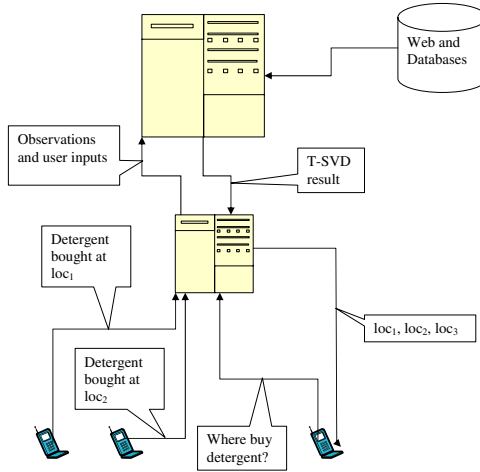 Web and
Databases
Observations
and user inputs
T-SVD
result
Detergent
bought at
loc₁
Detergent
bought at
loc₂
loc₁, loc₂, loc₃
Where buy
detergent?